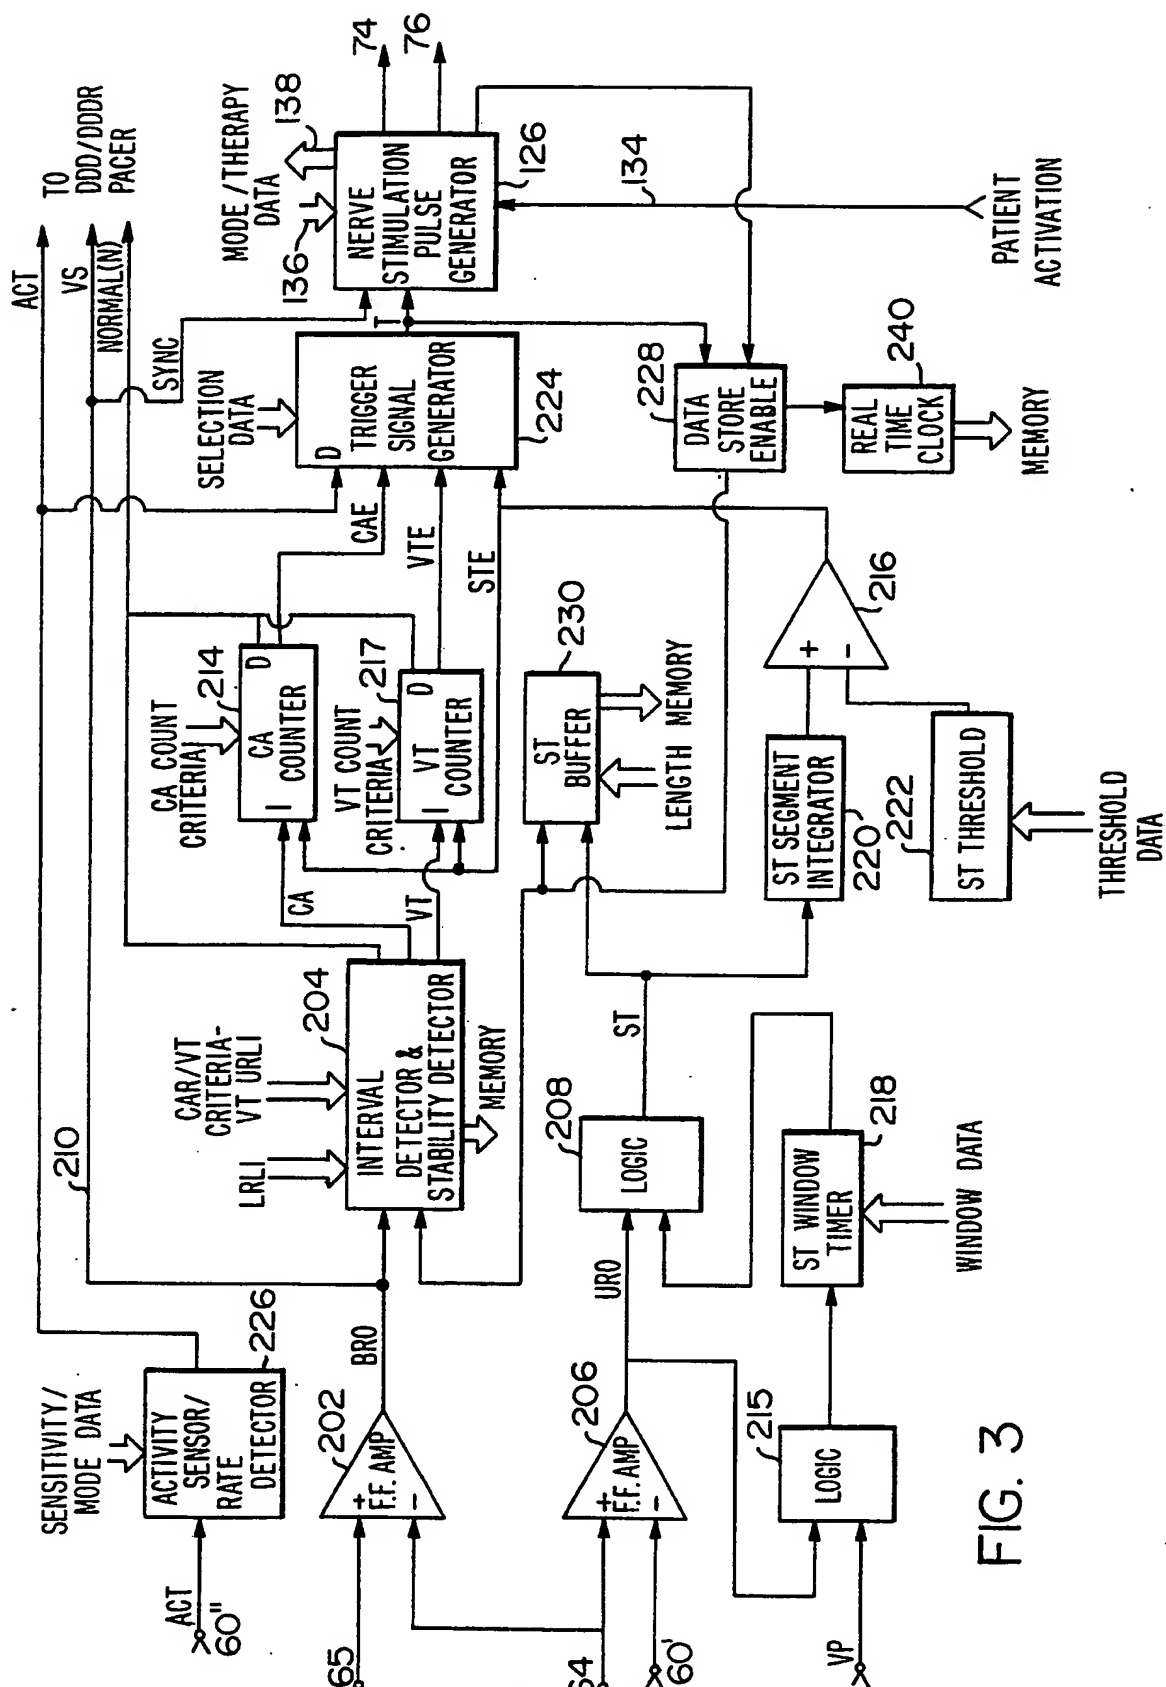 SENSITIVITY/
MODE DATA
ACT
60"
ACTIVITY
SENSOR/
RATE
DETECTOR
226
210
ACT
VS
NORMAL(N)
TO
DDD/DDDR
PACER
65
+
F.F. AMP
-
202
BRO
LRLI
CAR/VT
CRITERIA-
VT URLI
204
INTERVAL
DETECTOR &
STABILITY DETECTOR
MEMORY
CA
VT
CA COUNT
CRITERIA
214
I
CA
COUNTER
D
VT COUNT
CRITERIA
217
I
VT
COUNTER
D
CAE
VTE
STE
SELECTION
DATA
D
TRIGGER
SIGNAL
GENERATOR
224
SYNC
T
MODE/THERAPY
DATA
136
138
NERVE
STIMULATION
PULSE
GENERATOR
126
74
76
134
PATIENT
ACTIVATION
64
60'
+
F.F. AMP
-
206
URO
208
LOGIC
ST
ST
BUFFER
230
LENGTH
MEMORY
228
DATA
STORE
ENABLE
REAL
TIME
CLOCK
240
MEMORY
VP
215
LOGIC
ST WINDOW
TIMER
218
WINDOW DATA
ST SEGMENT
INTEGRATOR
220
222
ST THRESHOLD
THRESHOLD
DATA
+
-
216
FIG. 3